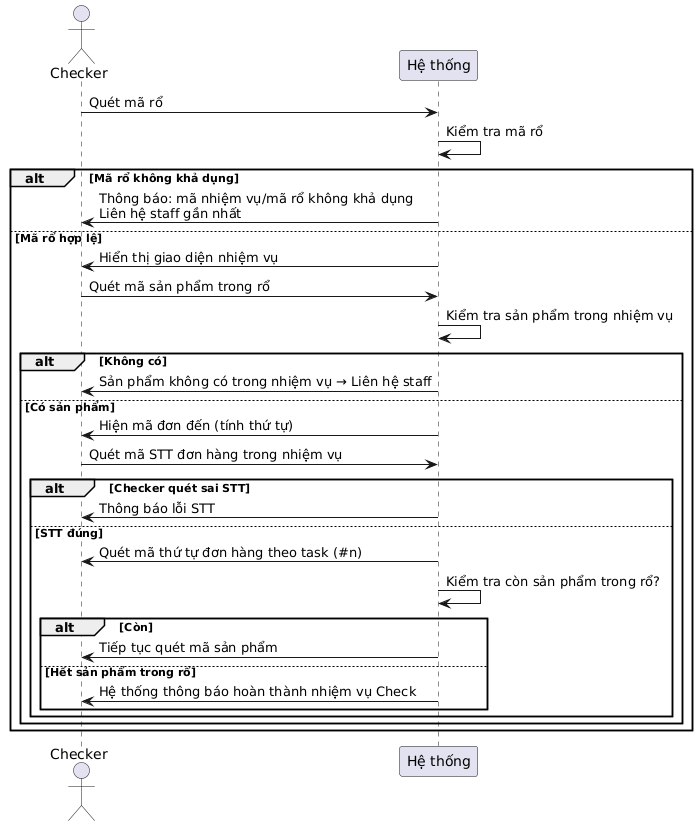 Checker
Hệ thống
Quét mã rổ
Kiểm tra mã rổ
alt [Mã rổ không khả dụng]
Thông báo: mã nhiệm vụ/mã rổ không khả dụng
Liên hệ staff gần nhất
[Mã rổ hợp lệ]
Hiển thị giao diện nhiệm vụ
Quét mã sản phẩm trong rổ
Kiểm tra sản phẩm trong nhiệm vụ
alt [Không có]
Sản phẩm không có trong nhiệm vụ → Liên hệ staff
[Có sản phẩm]
Hiện mã đơn đến (tính thứ tự)
Quét mã STT đơn hàng trong nhiệm vụ
alt [Checker quét sai STT]
Thông báo lỗi STT
[STT đúng]
Quét mã thứ tự đơn hàng theo task (#n)
Kiểm tra còn sản phẩm trong rổ?
alt [Còn]
Tiếp tục quét mã sản phẩm
[Hết sản phẩm trong rổ]
Hệ thống thông báo hoàn thành nhiệm vụ Check
Checker
Hệ thống